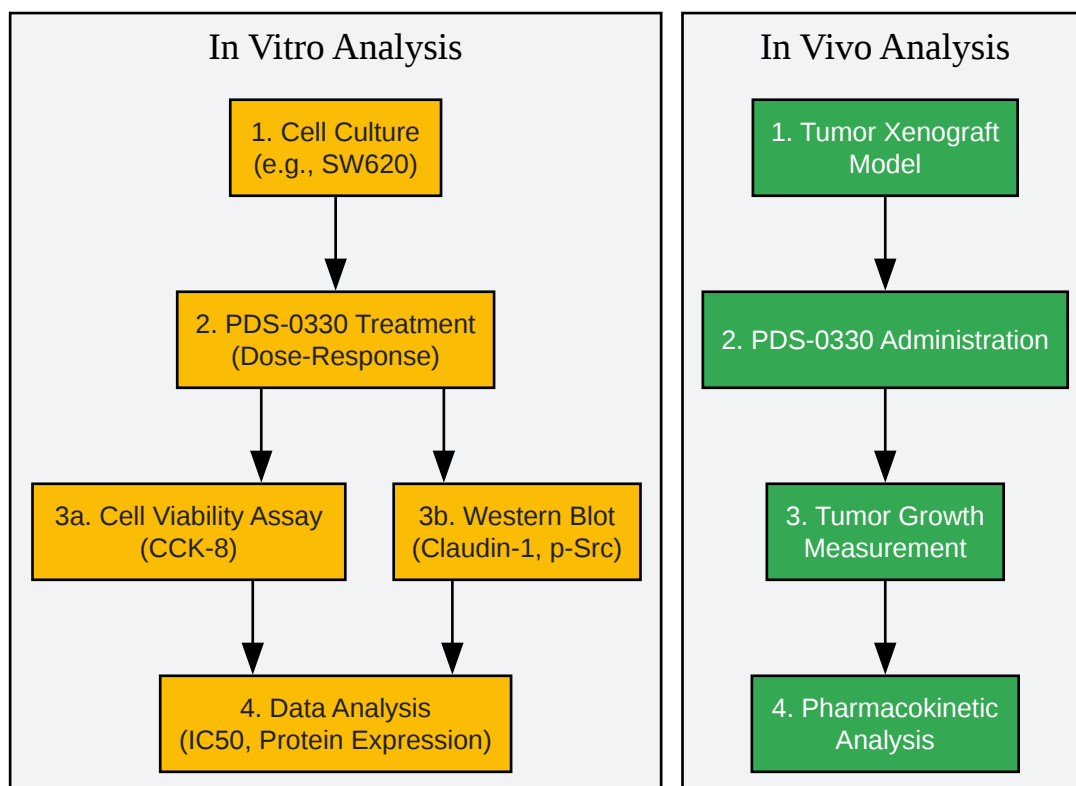 In Vitro Analysis
1. Cell Culture
(e.g., SW620)
2. PDS-0330 Treatment
(Dose-Response)
3a. Cell Viability Assay
(CCK-8)
3b. Western Blot
(Claudin-1, p-Src)
4. Data Analysis
(IC50, Protein Expression)
In Vivo Analysis
1. Tumor Xenograft
Model
2. PDS-0330 Administration
3. Tumor Growth
Measurement
4. Pharmacokinetic
Analysis